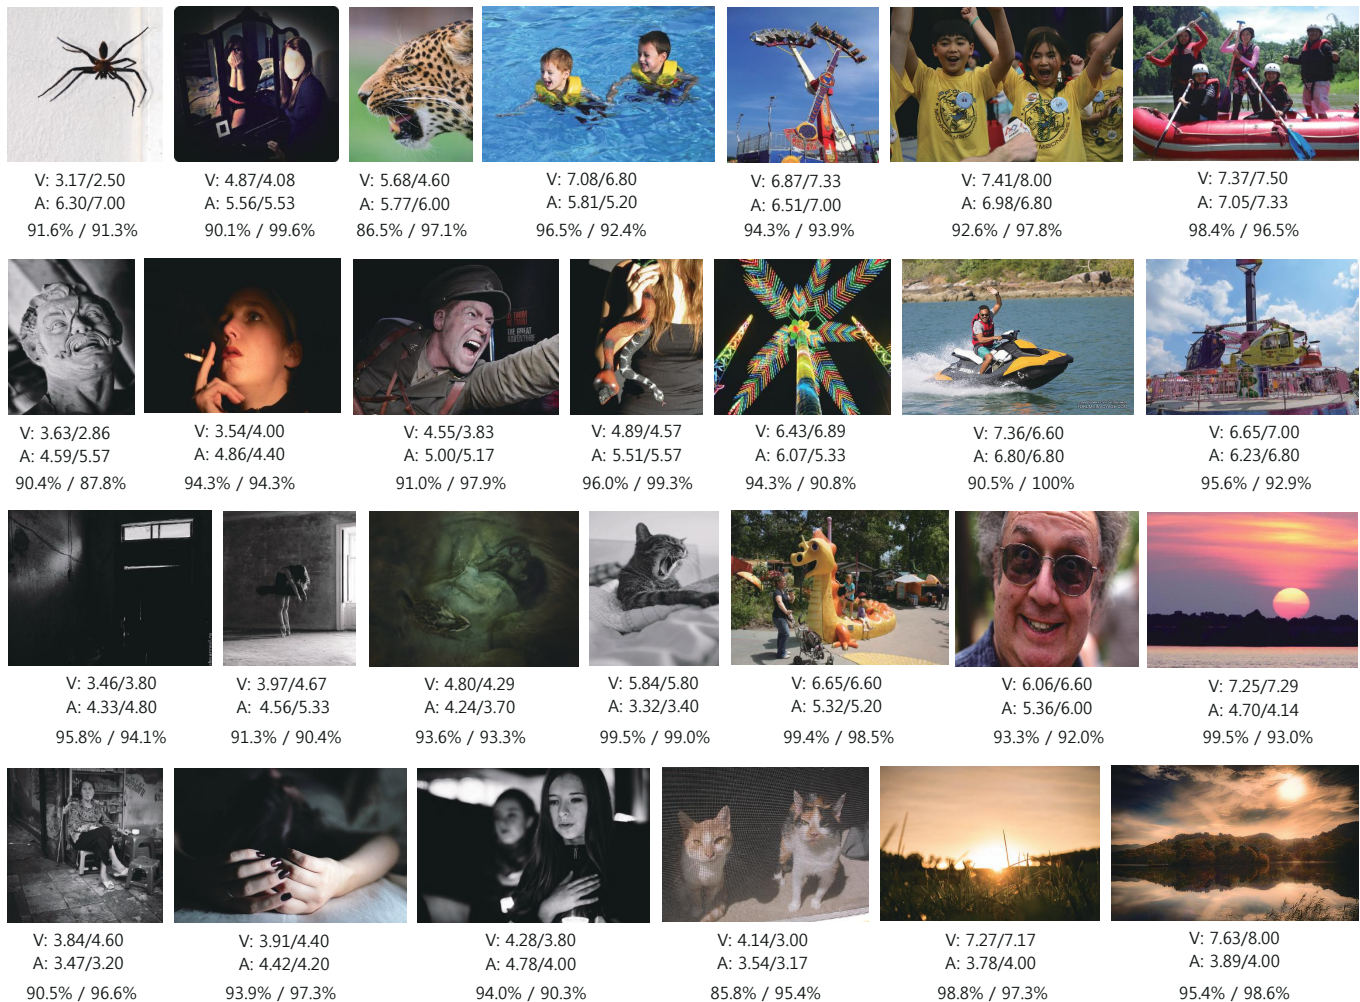 V: 3.17/2.50
A: 6.30/7.00
91.6% / 91.3%
V: 4.87/4.08
A: 5.56/5.53
90.1% / 99.6%
V: 5.68/4.60
A: 5.77/6.00
86.5% / 97.1%
V: 7.08/6.80
A: 5.81/5.20
96.5% / 92.4%
V: 6.87/7.33
A: 6.51/7.00
94.3% / 93.9%
V: 7.41/8.00
A: 6.98/6.80
92.6% / 97.8%
V: 7.37/7.50
A: 7.05/7.33
98.4% / 96.5%
THE GREAT
V: 3.63/2.86
A: 4.59/5.57
90.4% / 87.8%
V: 3.54/4.00
A: 4.86/4.40
94.3% / 94.3%
V: 4.55/3.83
A: 5.00/5.17
91.0% / 97.9%
V: 4.89/4.57
A: 5.51/5.57
96.0% / 99.3%
V: 6.43/6.89
A: 6.07/5.33
94.3% / 90.8%
V: 7.36/6.60
A: 6.80/6.80
90.5% / 100%
V: 6.65/7.00
A: 6.23/6.80
95.6% / 92.9%
V: 3.46/3.80
A: 4.33/4.80
95.8% / 94.1%
V: 3.97/4.67
A: 4.56/5.33
91.3% / 90.4%
V: 4.80/4.29
A: 4.24/3.70
93.6% / 93.3%
V: 5.84/5.80
A: 3.32/3.40
99.5% / 99.0%
V: 6.65/6.60
A: 5.32/5.20
99.4% / 98.5%
V: 6.06/6.60
A: 5.36/6.00
93.3% / 92.0%
V: 7.25/7.29
A: 4.70/4.14
99.5% / 93.0%
V: 3.84/4.60
A: 3.47/3.20
90.5% / 96.6%
V: 3.91/4.40
A: 4.42/4.20
93.9% / 97.3%
V: 4.28/3.80
A: 4.78/4.00
94.0% / 90.3%
V: 4.14/3.00
A: 3.54/3.17
85.8% / 95.4%
V: 7.27/7.17
A: 3.78/4.00
98.8% / 97.3%
V: 7.63/8.00
A: 3.89/4.00
95.4% / 98.6%